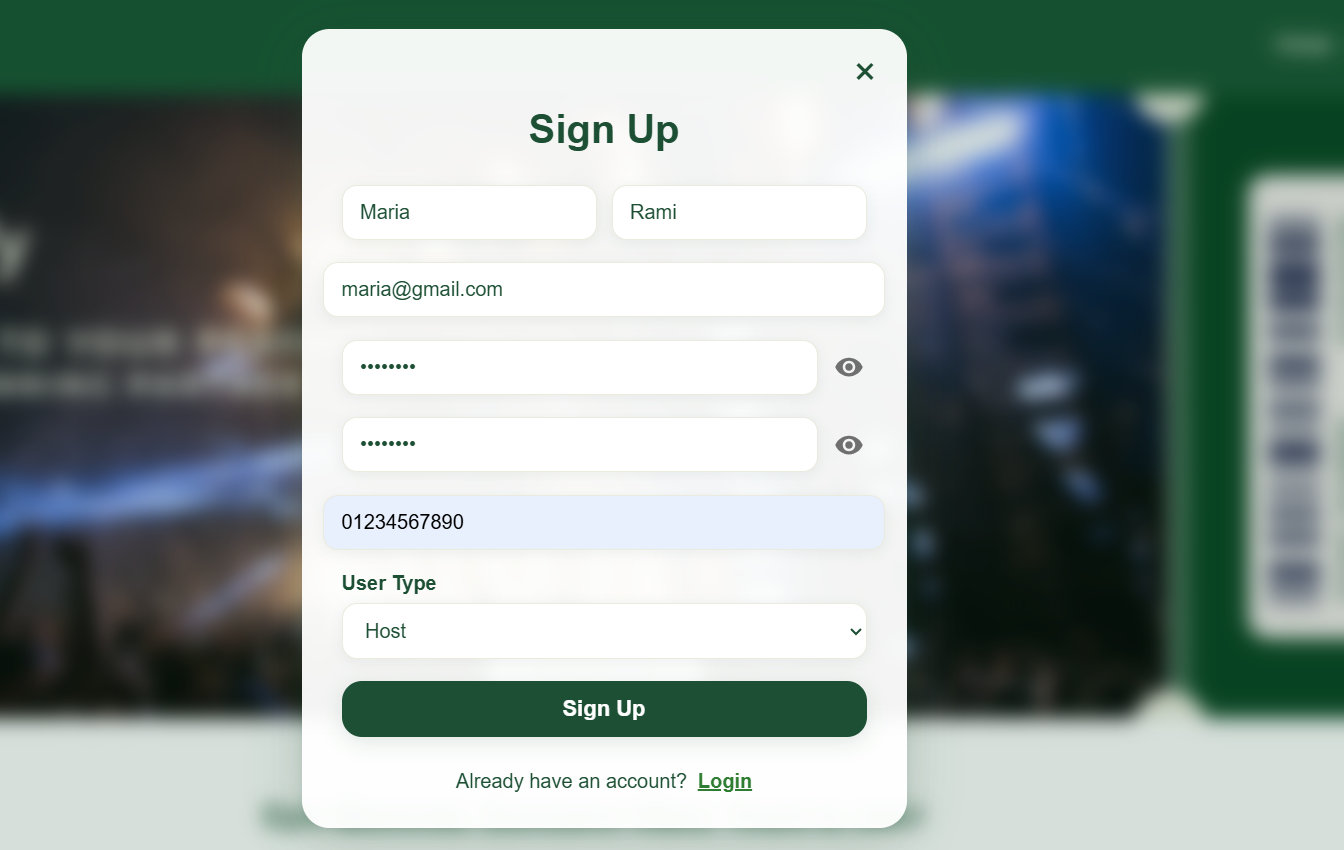 ×
Sign Up
Maria Rami
maria@gmail.com
••••••••
••••••••
01234567890
User Type
Host
Sign Up
Already have an account? Login